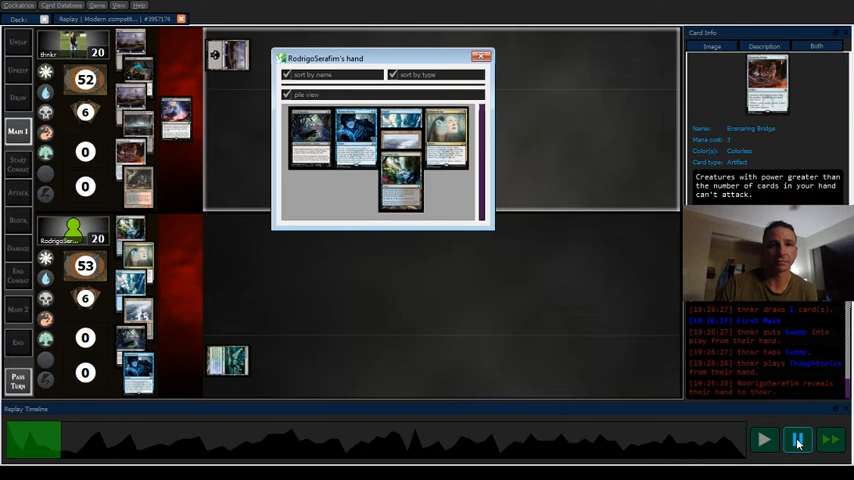 Cockatrice Card Database Game View Help
Deck: Replay | Modern competit... | #3957174
thnkr 20
UNTAP
UPKEEP
DRAW
MAIN 1
START COMBAT
ATTACK
BLOCK
DAMAGE
END COMBAT
MAIN 2
END
PASS TURN
52
6
0
0
RodrigoSer... 20
53
6
0
0
RodrigoSerafim's hand
sort by name sort by type
pile view
Card Info
Image Description Both
Name: Ensnaring Bridge
Mana cost: 3
Color(s): Colorless
Card type: Artifact
Creatures with power greater than
the number of cards in your hand
can't attack.
[19:26:27] thnkr draws 1 card(s).
[19:26:27] First Main
[19:26:27] thnkr puts Swamp into
play from their hand.
[19:26:27] thnkr taps Swamp.
[19:26:28] thnkr plays Thoughtseize
from their hand.
[19:26:28] RodrigoSerafim reveals
their hand to thnkr.
Replay Timeline